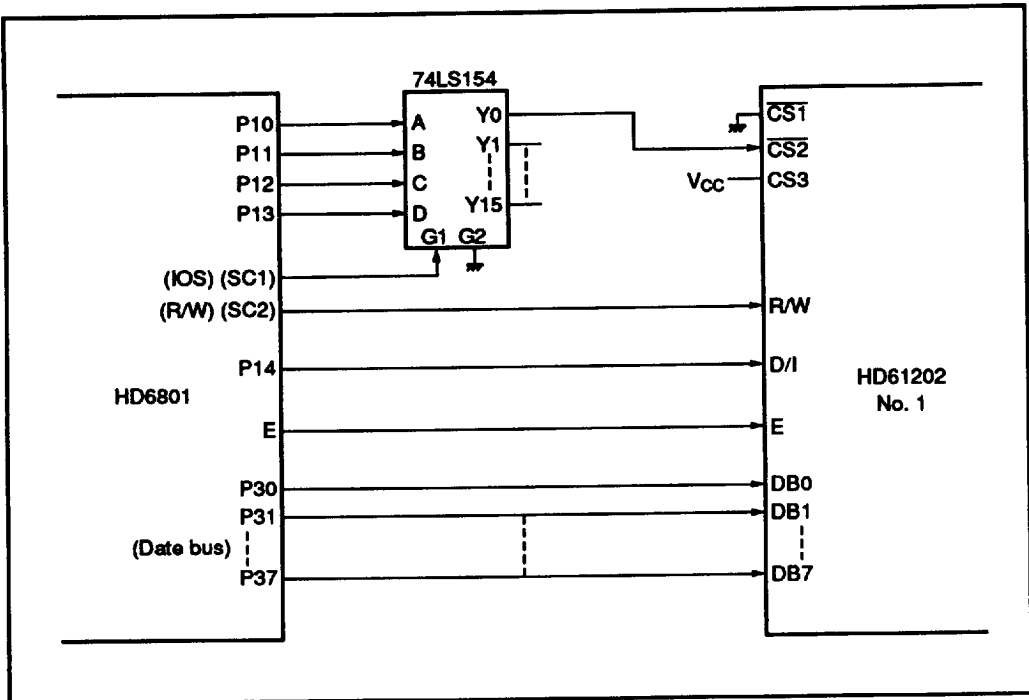 74LS154
P10
A
Y0
CS1
P11
B
Y1
CS2
P12
C
VCC
CS3
P13
D
Y15
G1 G2
(IOS) (SC1)
(R/W) (SC2)
R/W
P14
D/I
HD6801
HD61202
No. 1
E
E
P30
DB0
P31
DB1
(Date bus)
P37
DB7